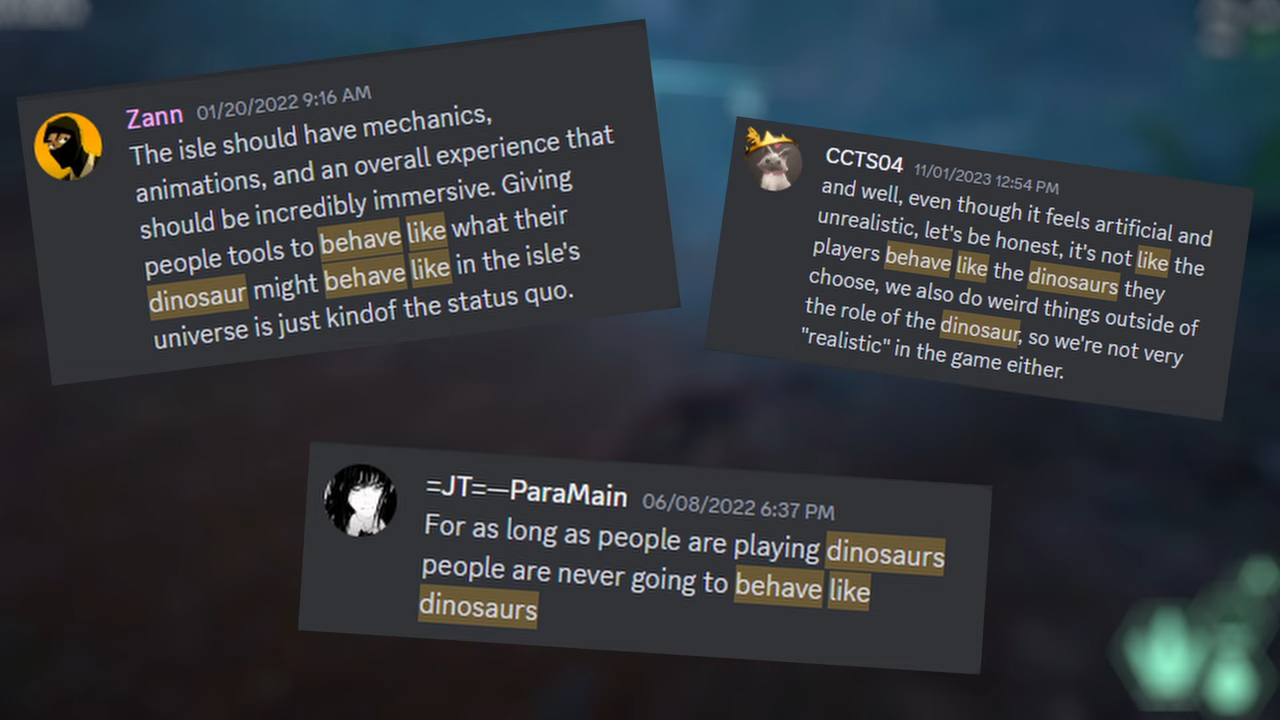 Zann 01/20/2022 9:16 AM
The isle should have mechanics,
animations, and an overall experience that
should be incredibly immersive. Giving
people tools to behave like what their
dinosaur might behave like in the isle's
universe is just kindof the status quo.
CCTS04 11/01/2023 12:54 PM
and well, even though it feels artificial and
unrealistic, let's be honest, it's not like the
players behave like the dinosaurs they
choose, we also do weird things outside of
the role of the dinosaur, so we're not very
"realistic" in the game either.
=JT=—ParaMain 06/08/2022 6:37 PM
For as long as people are playing dinosaurs
people are never going to behave like
dinosaurs